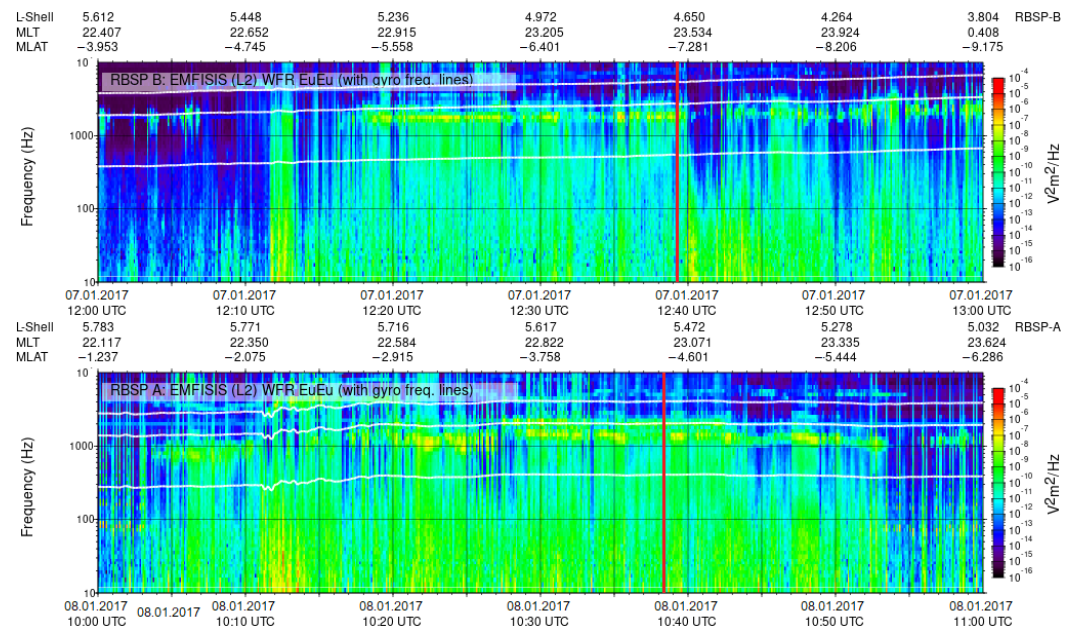 L-Shell 5.612 5.448 5.236 4.972 4.650 4.264 3.804 RBSP-B
MLT 22.407 22.652 22.915 23.205 23.534 23.924 0.408
MLAT −3.953 −4.745 −5.558 −6.401 −7.281 −8.206 −9.175
RBSP B: EMFISIS (L2) WFR EuEu (with gyro freq. lines)
Frequency (Hz)
10
1000
100
10
10⁻⁴
10⁻⁵
10⁻⁶
10⁻⁷
10⁻⁸
10⁻⁹
10⁻¹⁰
10⁻¹¹
10⁻¹²
10⁻¹³
10⁻¹⁴
10⁻¹⁵
10⁻¹⁶
V²m²/Hz
07.01.2017 07.01.2017 07.01.2017 07.01.2017 07.01.2017 07.01.2017 07.01.2017
12:00 UTC 12:10 UTC 12:20 UTC 12:30 UTC 12:40 UTC 12:50 UTC 13:00 UTC
L-Shell 5.783 5.771 5.716 5.617 5.472 5.278 5.032 RBSP-A
MLT 22.117 22.350 22.584 22.822 23.071 23.335 23.624
MLAT −1.237 −2.075 −2.915 −3.758 −4.601 −5.444 −6.286
RBSP A: EMFISIS (L2) WFR EuEu (with gyro freq. lines)
Frequency (Hz)
10
1000
100
10
10⁻⁴
10⁻⁵
10⁻⁶
10⁻⁷
10⁻⁸
10⁻⁹
10⁻¹⁰
10⁻¹¹
10⁻¹²
10⁻¹³
10⁻¹⁴
10⁻¹⁵
10⁻¹⁶
V²m²/Hz
08.01.2017 08.01.2017 08.01.2017 08.01.2017 08.01.2017 08.01.2017 08.01.2017 08.01.2017
10:00 UTC 10:10 UTC 10:20 UTC 10:30 UTC 10:40 UTC 10:50 UTC 11:00 UTC